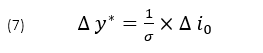 (7) Δ y* = 1/σ × Δ i₀